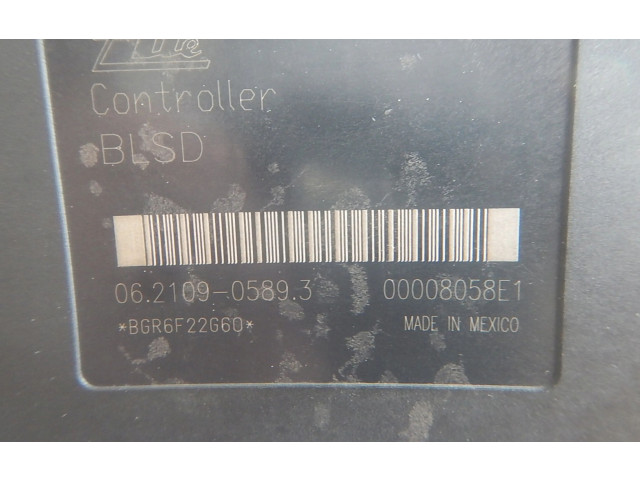 Controller
BLSD
06.2109-0589.3 00008058E1
*BGR6F22G60* MADE IN MEXICO